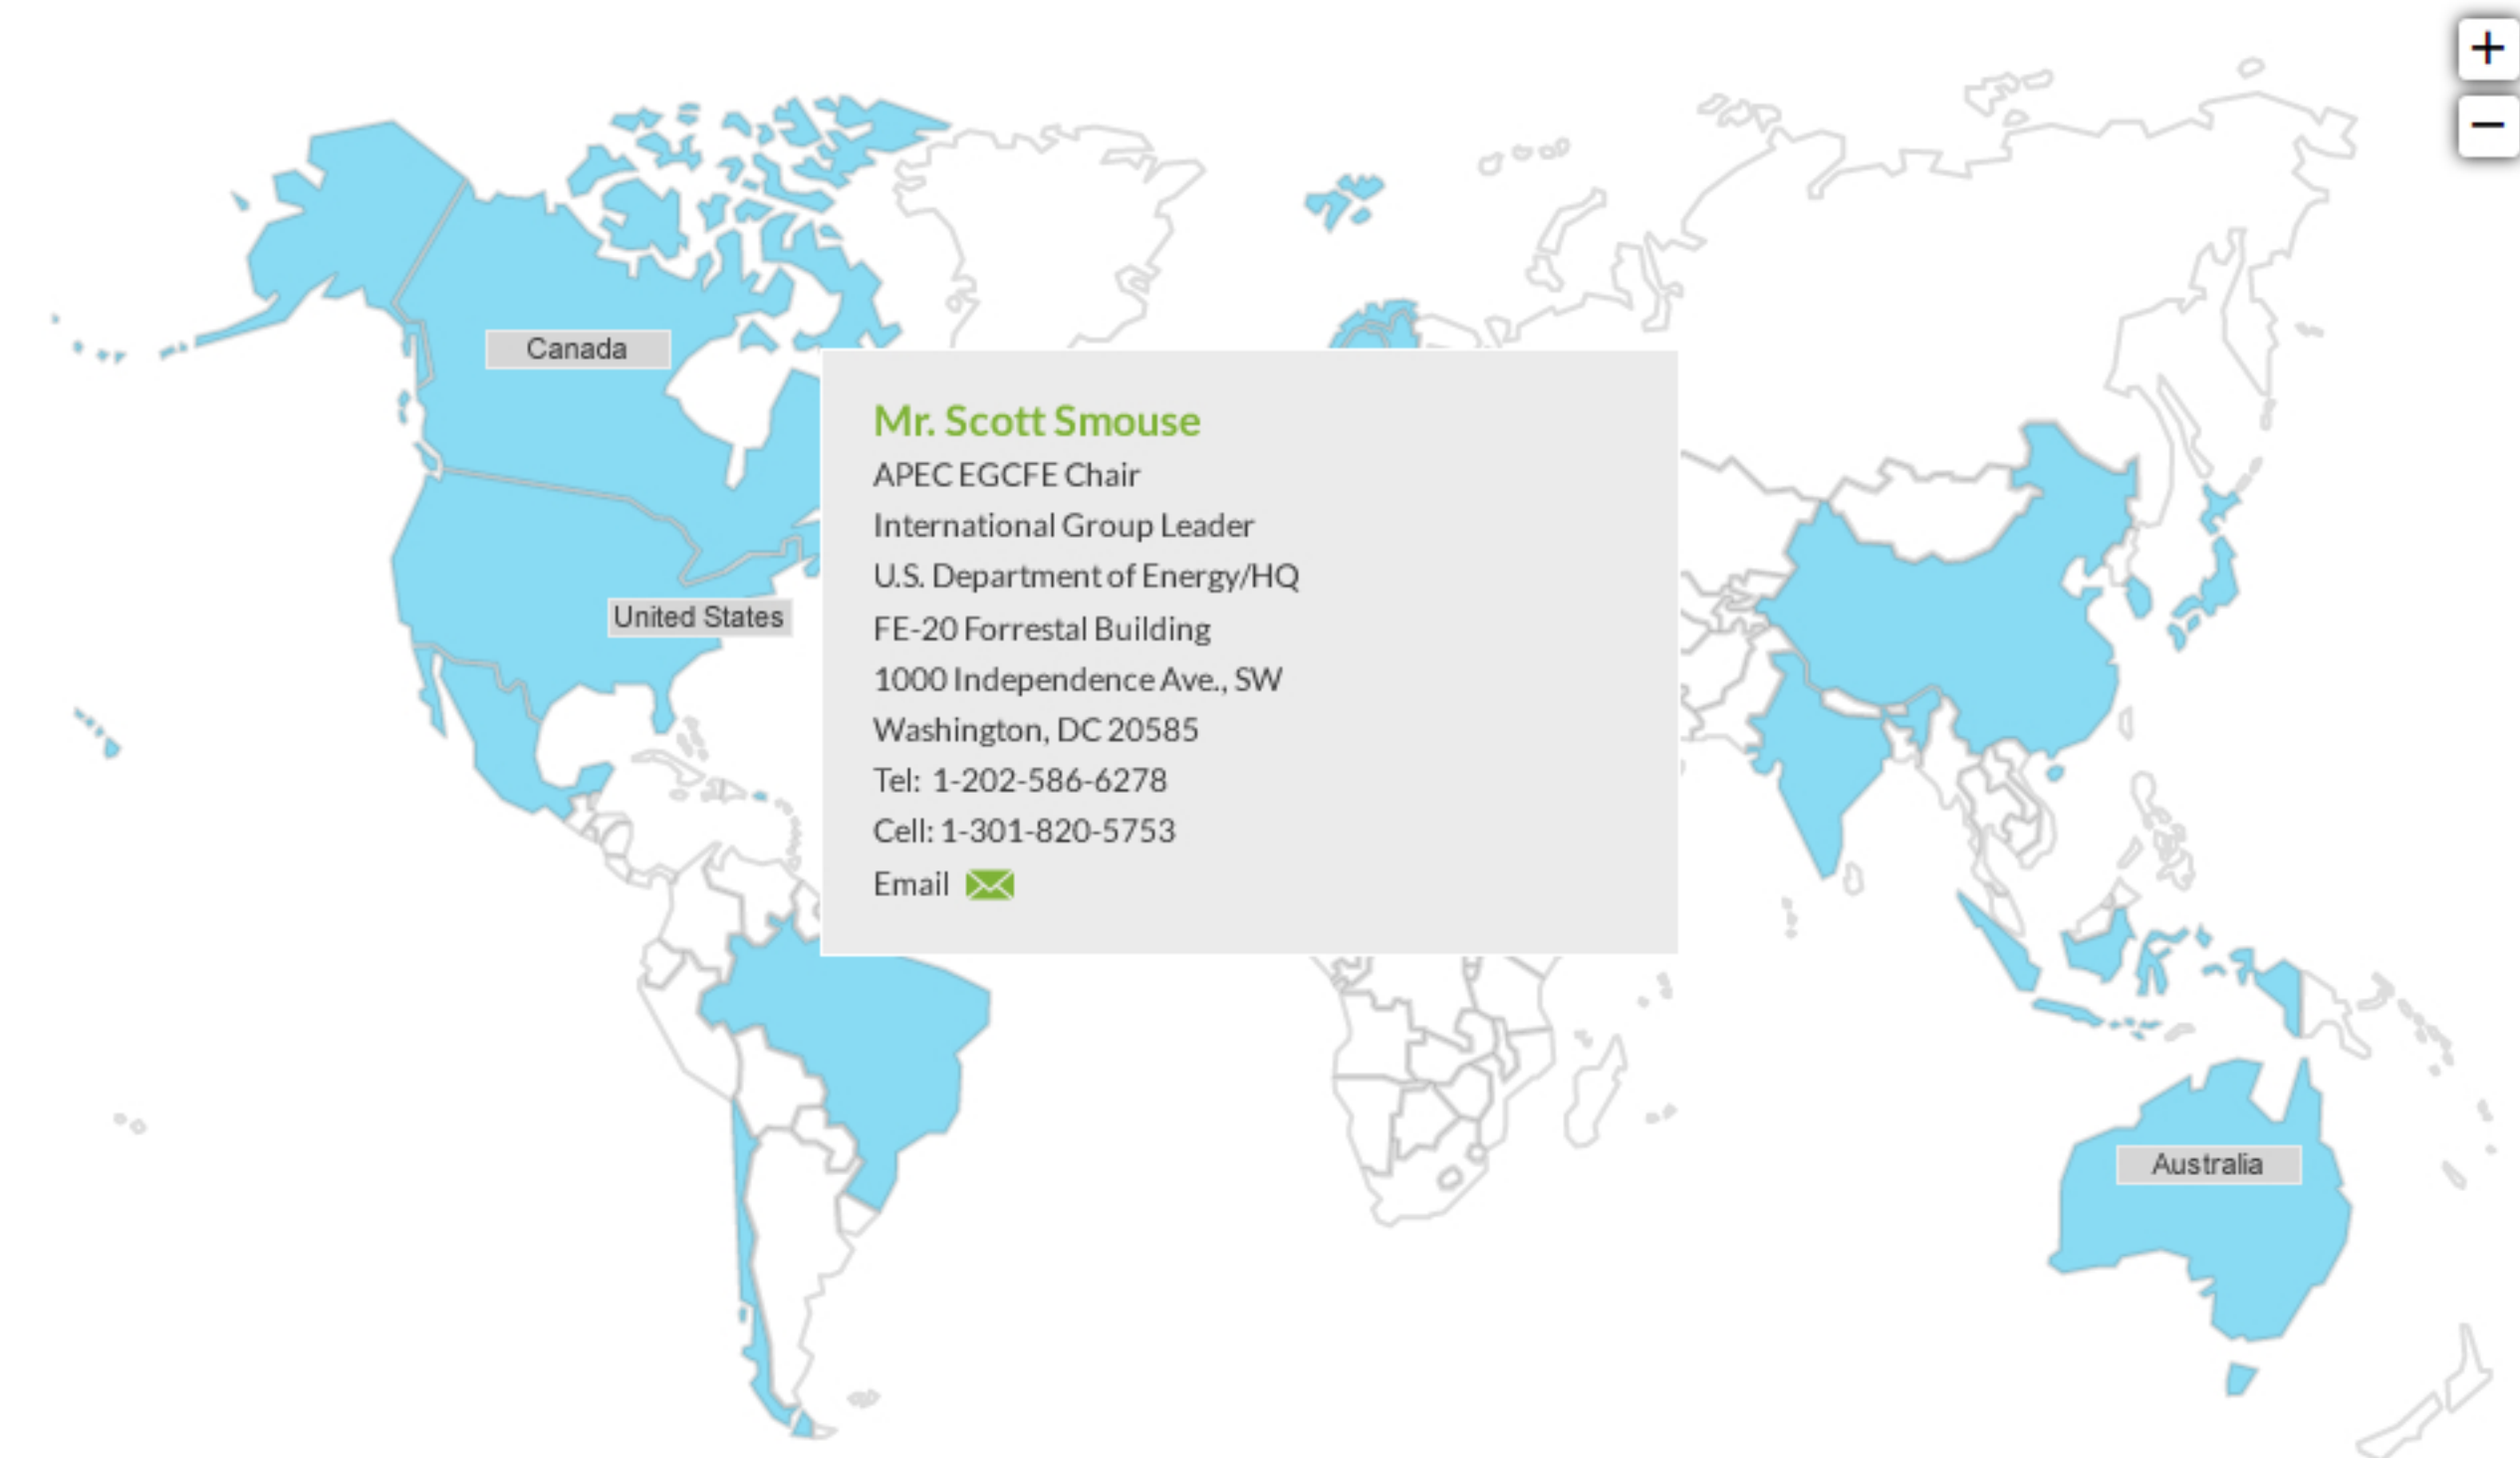 +
−
Canada
Mr. Scott Smouse
APEC EGCFE Chair
International Group Leader
U.S. Department of Energy/HQ
FE-20 Forrestal Building
1000 Independence Ave., SW
Washington, DC 20585
Tel: 1-202-586-6278
Cell: 1-301-820-5753
Email
United States
Australia